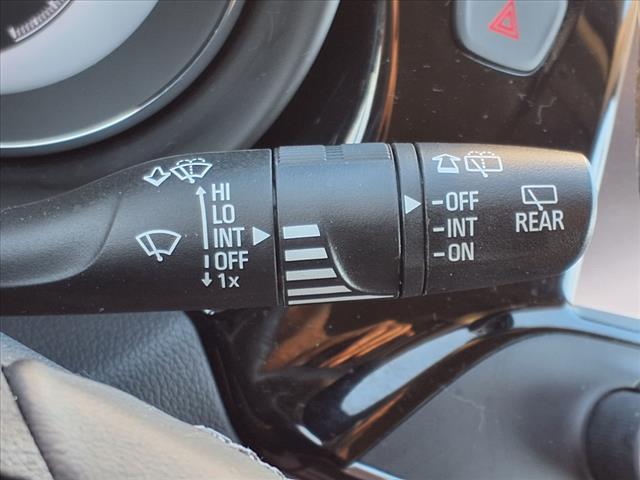 HI
LO
INT
OFF
1x
-OFF
-INT
-ON
REAR